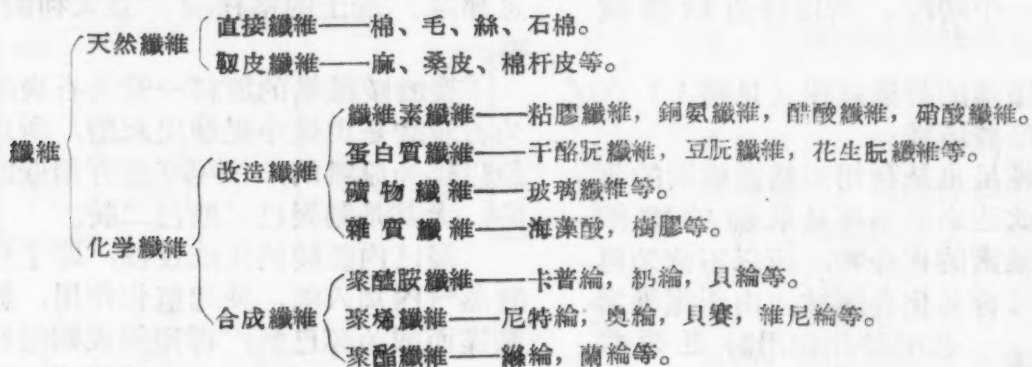 天然纖維 直接纖維——棉、毛、絲、石棉。
皮纖維——麻、桑皮、棉杆皮等。
纖維
改造纖維 纖維素纖維——粘膠纖維，銅氨纖維，醋酸纖維，硝酸纖維。
蛋白質纖維——干酪朊纖維，豆朊纖維，花生朊纖維等。
礦物纖維——玻璃纖維等。
雜質纖維——海藻酸，樹膠等。
化学纖維
合成纖維 聚醯胺纖維——卡普綸，奶綸，貝綸等。
聚烯纖維——尼特綸，奧綸，貝賽，維尼綸等。
聚酯纖維——綸，蘭綸等。